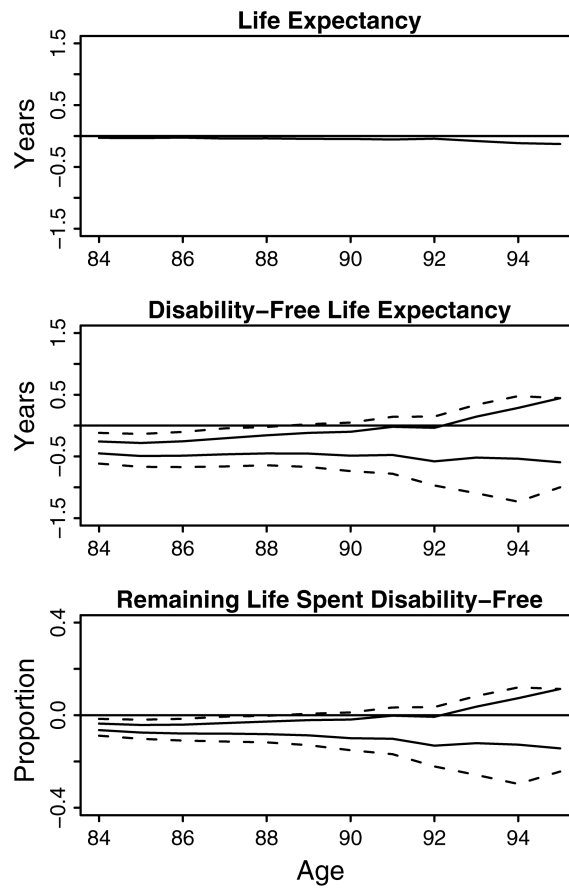 Life Expectancy
Years
1.5
0.5
−0.5
−1.5
84 86 88 90 92 94
Disability−Free Life Expectancy
Years
1.5
0.5
−0.5
−1.5
84 86 88 90 92 94
Remaining Life Spent Disability−Free
Proportion
0.4
0.0
−0.4
84 86 88 90 92 94
Age